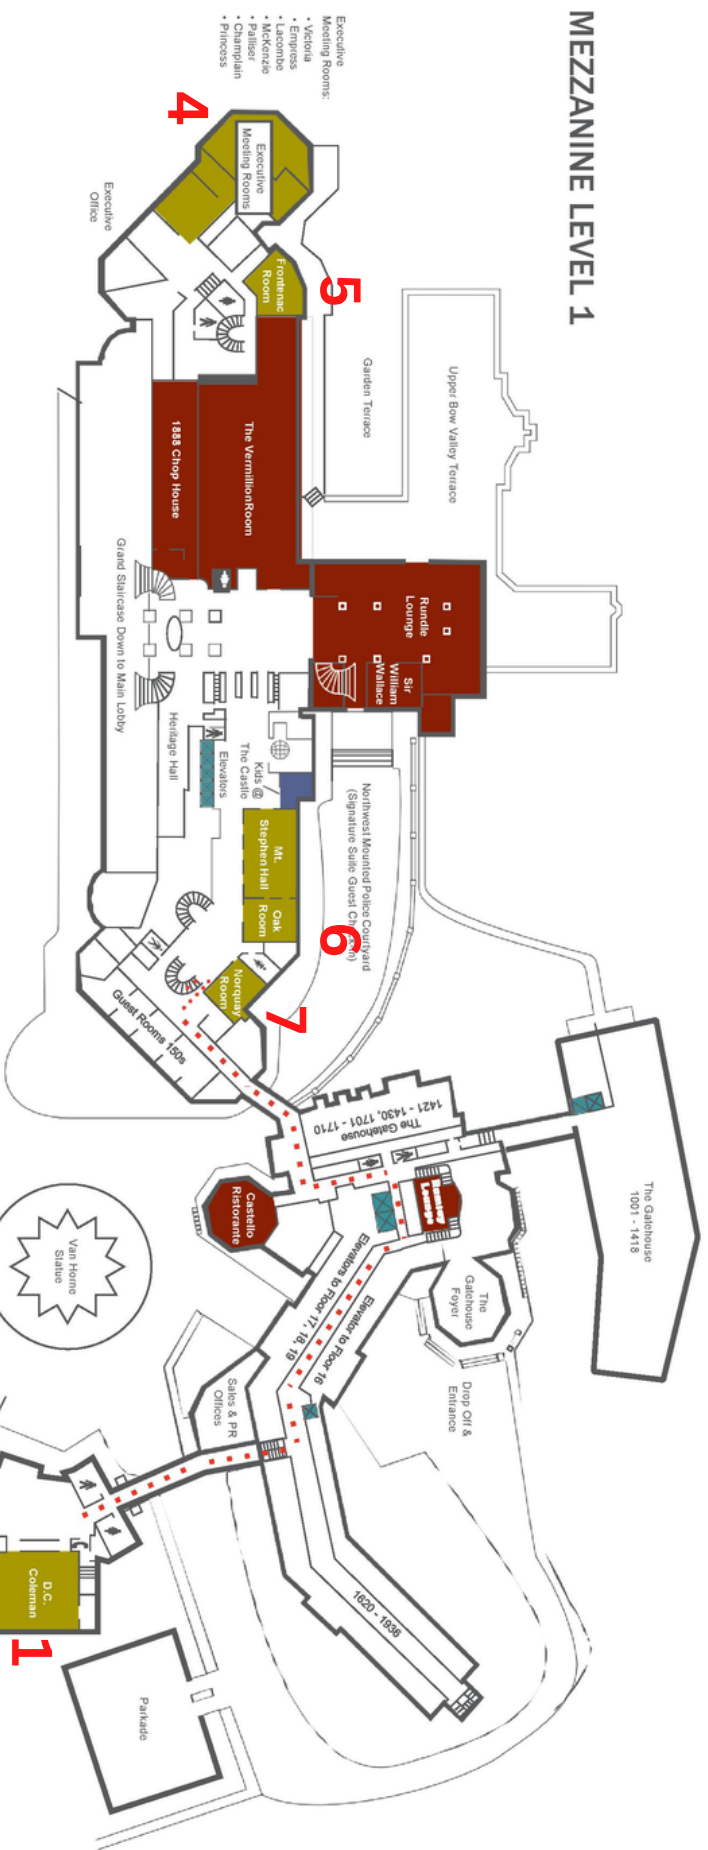 MEZZANINE LEVEL 1
Executive
Meeting Rooms:
• Victoria
• Empress
• Lacombe
• McKenzie
• Palliser
• Champlain
• Princess
4
Executive
Meeting Rooms
Executive
Office
5
Frontenac
Room
Garden Terrace
Upper Bow Valley Terrace
The VermillionRoom
1888 Chop House
Grand Staircase Down to Main Lobby
Rundle
Lounge
Sir
William
Wallace
Heritage Hall
Elevators
Kids @
The Castle
Northwest Mounted Police Courtyard
(Signature Suite Guest
Mt.
Stephen Hall
Oak
Room
6
Norquay
Room
7
Guest Rooms 150s
The Gatehouse
1421 - 1430, 1701 - 1710
The Gatehouse
1001 - 1418
Ramsay
Lounge
Castello
Ristorante
The
Gatehouse
Foyer
Elevators to Floor 17, 18, 19
Elevator to Floor 16
Drop Off &
Entrance
Van Horne
Statue
Sales & PR
Offices
1620 - 1936
D.C.
Coleman
1
Parkade